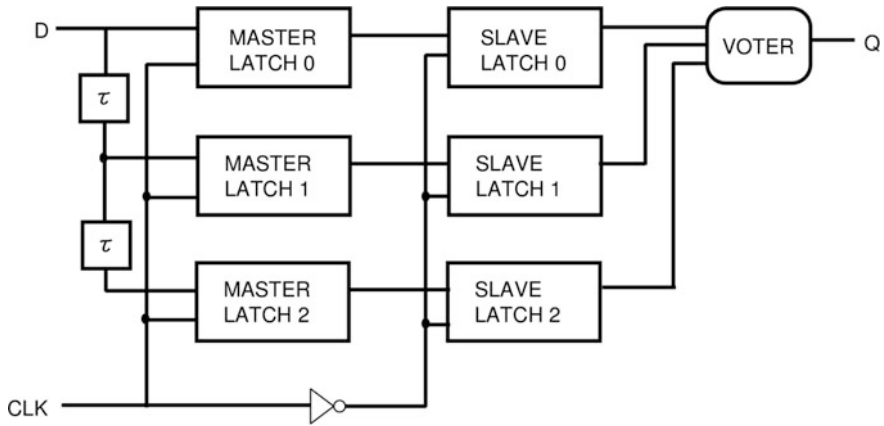 D
MASTER
LATCH 0
SLAVE
LATCH 0
VOTER
Q
τ
MASTER
LATCH 1
SLAVE
LATCH 1
τ
MASTER
LATCH 2
SLAVE
LATCH 2
CLK